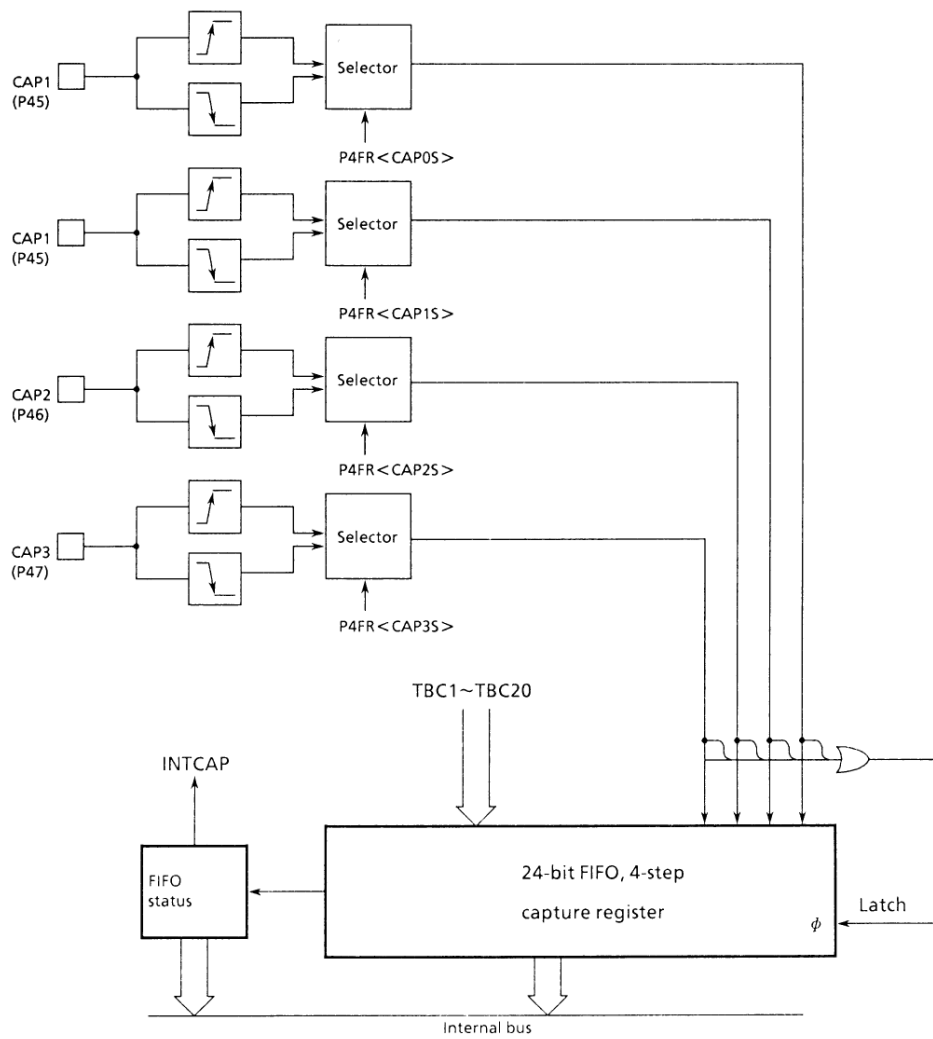 CAP1
(P45)
Selector
P4FR<CAP0S>
CAP1
(P45)
Selector
P4FR<CAP1S>
CAP2
(P46)
Selector
P4FR<CAP2S>
CAP3
(P47)
Selector
P4FR<CAP3S>
TBC1~TBC20
INTCAP
FIFO
status
24-bit FIFO, 4-step
capture register
ϕ
Latch
Internal bus